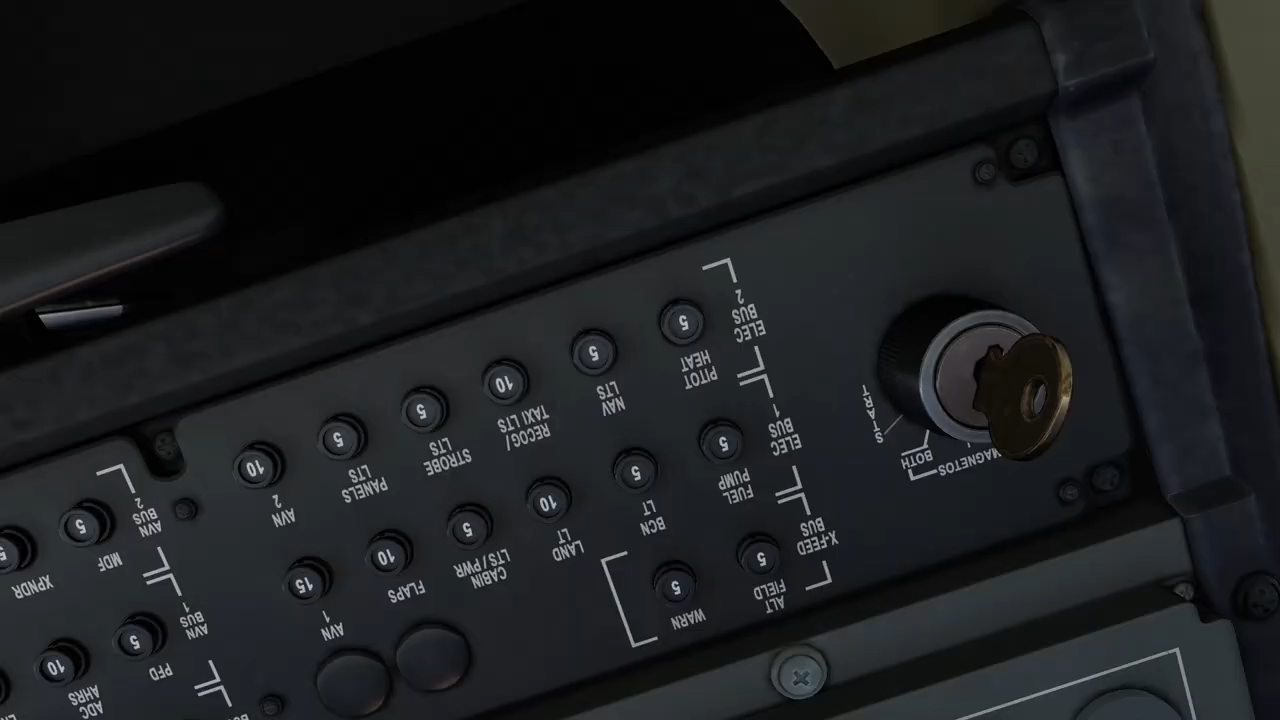 START
BOTH
MAGNETOS
X-FEED
BUS
ALT
FIELD
5
WARN
5
ELEC
BUS 1
FUEL
PUMP
5
BCN
LT
5
LAND
LT
10
CABIN
LTS/PWR
5
FLAPS
10
AVN
1
15
ELEC
BUS 2
PITOT
HEAT
5
NAV
LTS
5
RECOG/
TAXI LTS
10
STROBE
LTS
5
PANELS
LTS
5
AVN
2
10
AVN
BUS 1
PFD
5
ADC
AHRS
10
AVN
BUS 2
MDF
5
XPNDR
5